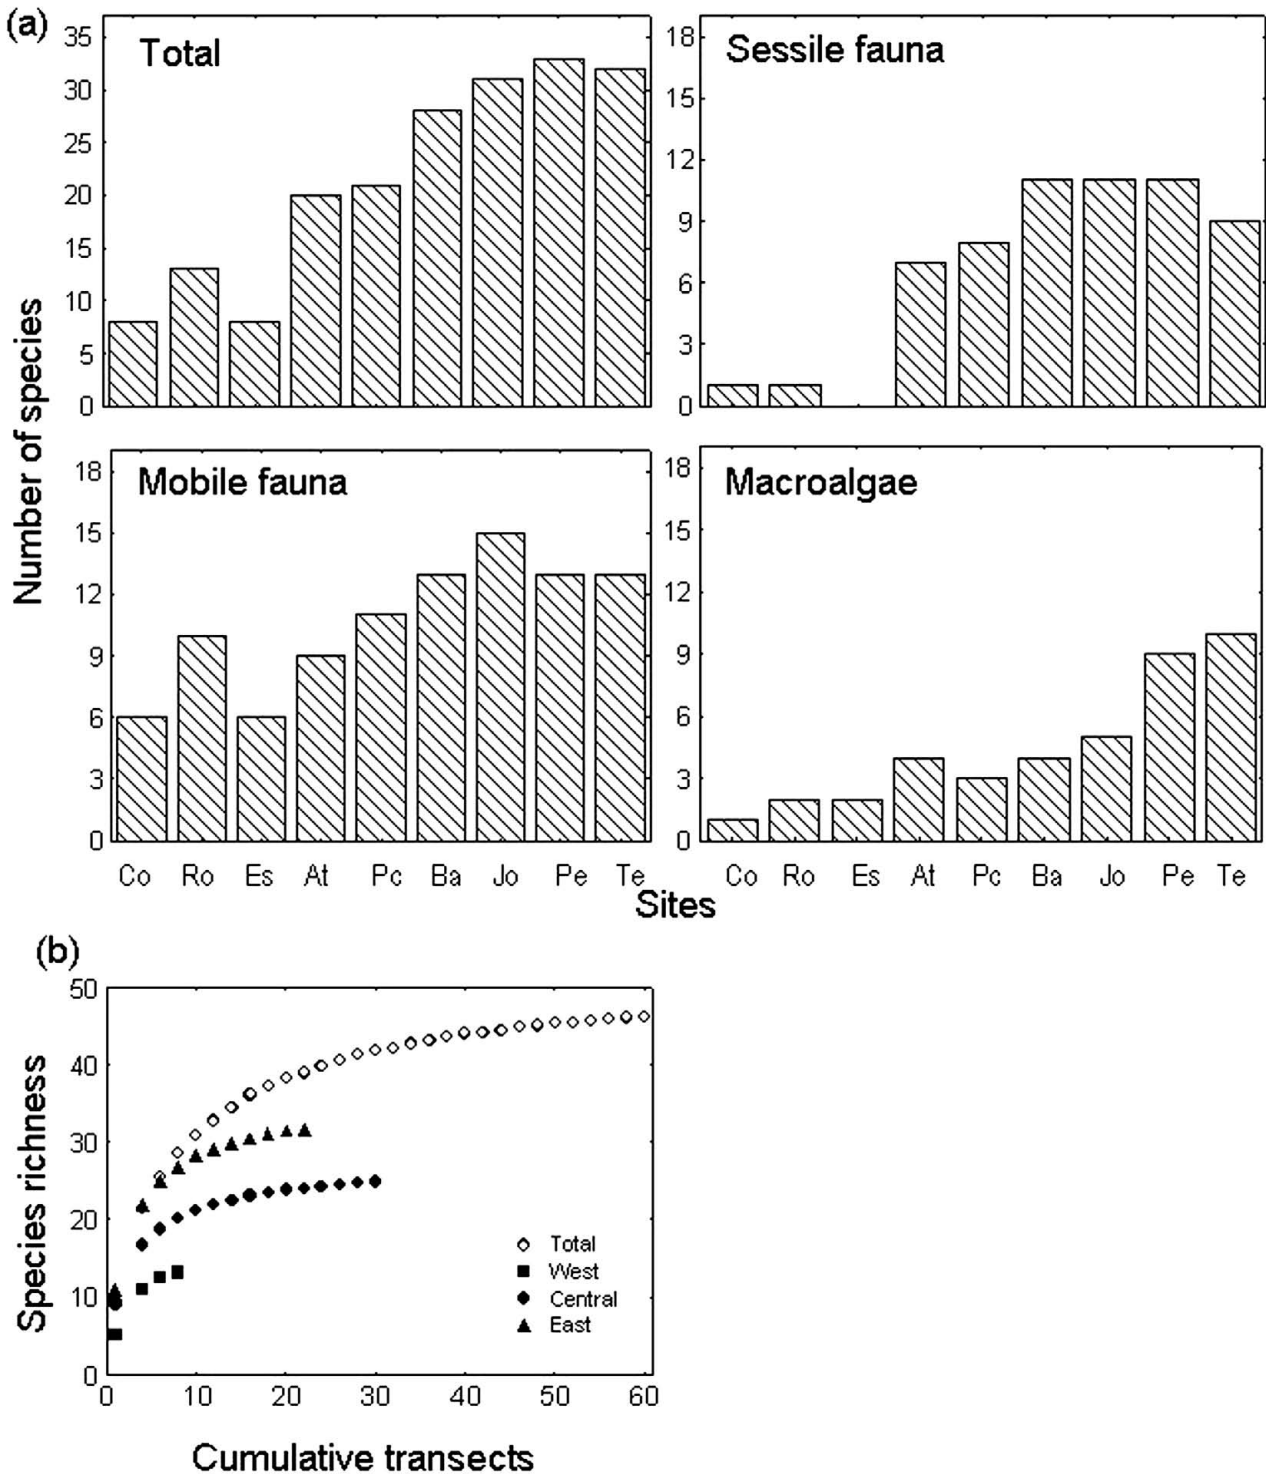 (a)
Total
35
30
25
20
15
10
5
0
Sessile fauna
18
15
12
9
6
3
0
Number of species
Mobile fauna
18
15
12
9
6
3
0
Co Ro Es At Pc Ba Jo Pe Te
Macroalgae
18
15
12
9
6
3
0
Co Ro Es At Pc Ba Jo Pe Te
Sites
(b)
Species richness
50
40
30
20
10
0
Total
West
Central
East
0 10 20 30 40 50 60
Cumulative transects